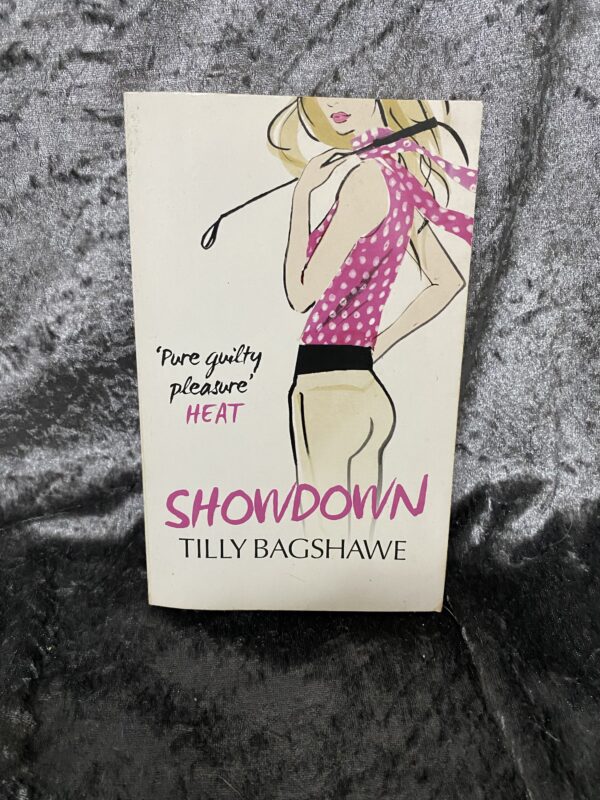 'Pure guilty
pleasure'
HEAT
SHOWDOWN
TILLY BAGSHAWE